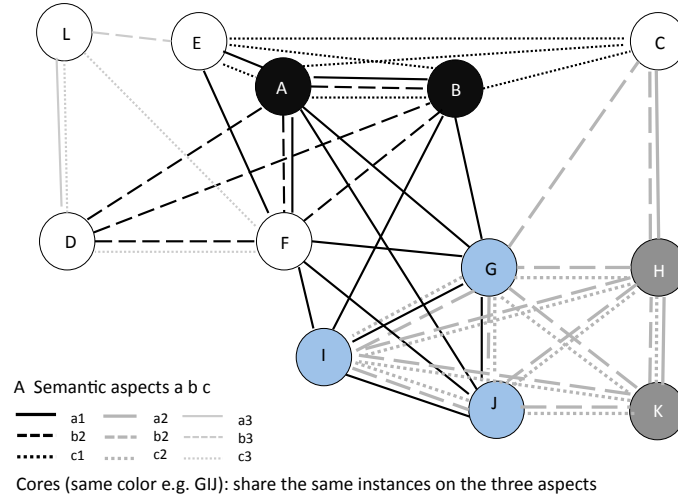 L
E
C
A
B
D
F
G
H
I
J
K
A Semantic aspects a b c
a1 a2 a3
b2 b2 b3
c1 c2 c3
Cores (same color e.g. GIJ): share the same instances on the three aspects